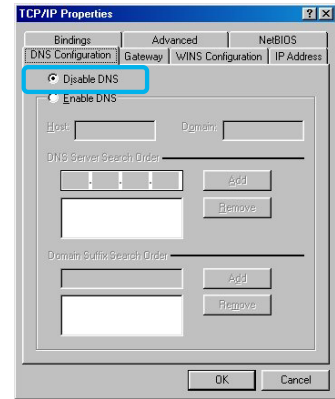 TCP/IP Properties
Bindings Advanced NetBIOS
DNS Configuration Gateway WINS Configuration IP Address
Disable DNS
Enable DNS
Host: Domain:
DNS Server Search Order
Add
Remove
Domain Suffix Search Order
Add
Remove
OK Cancel